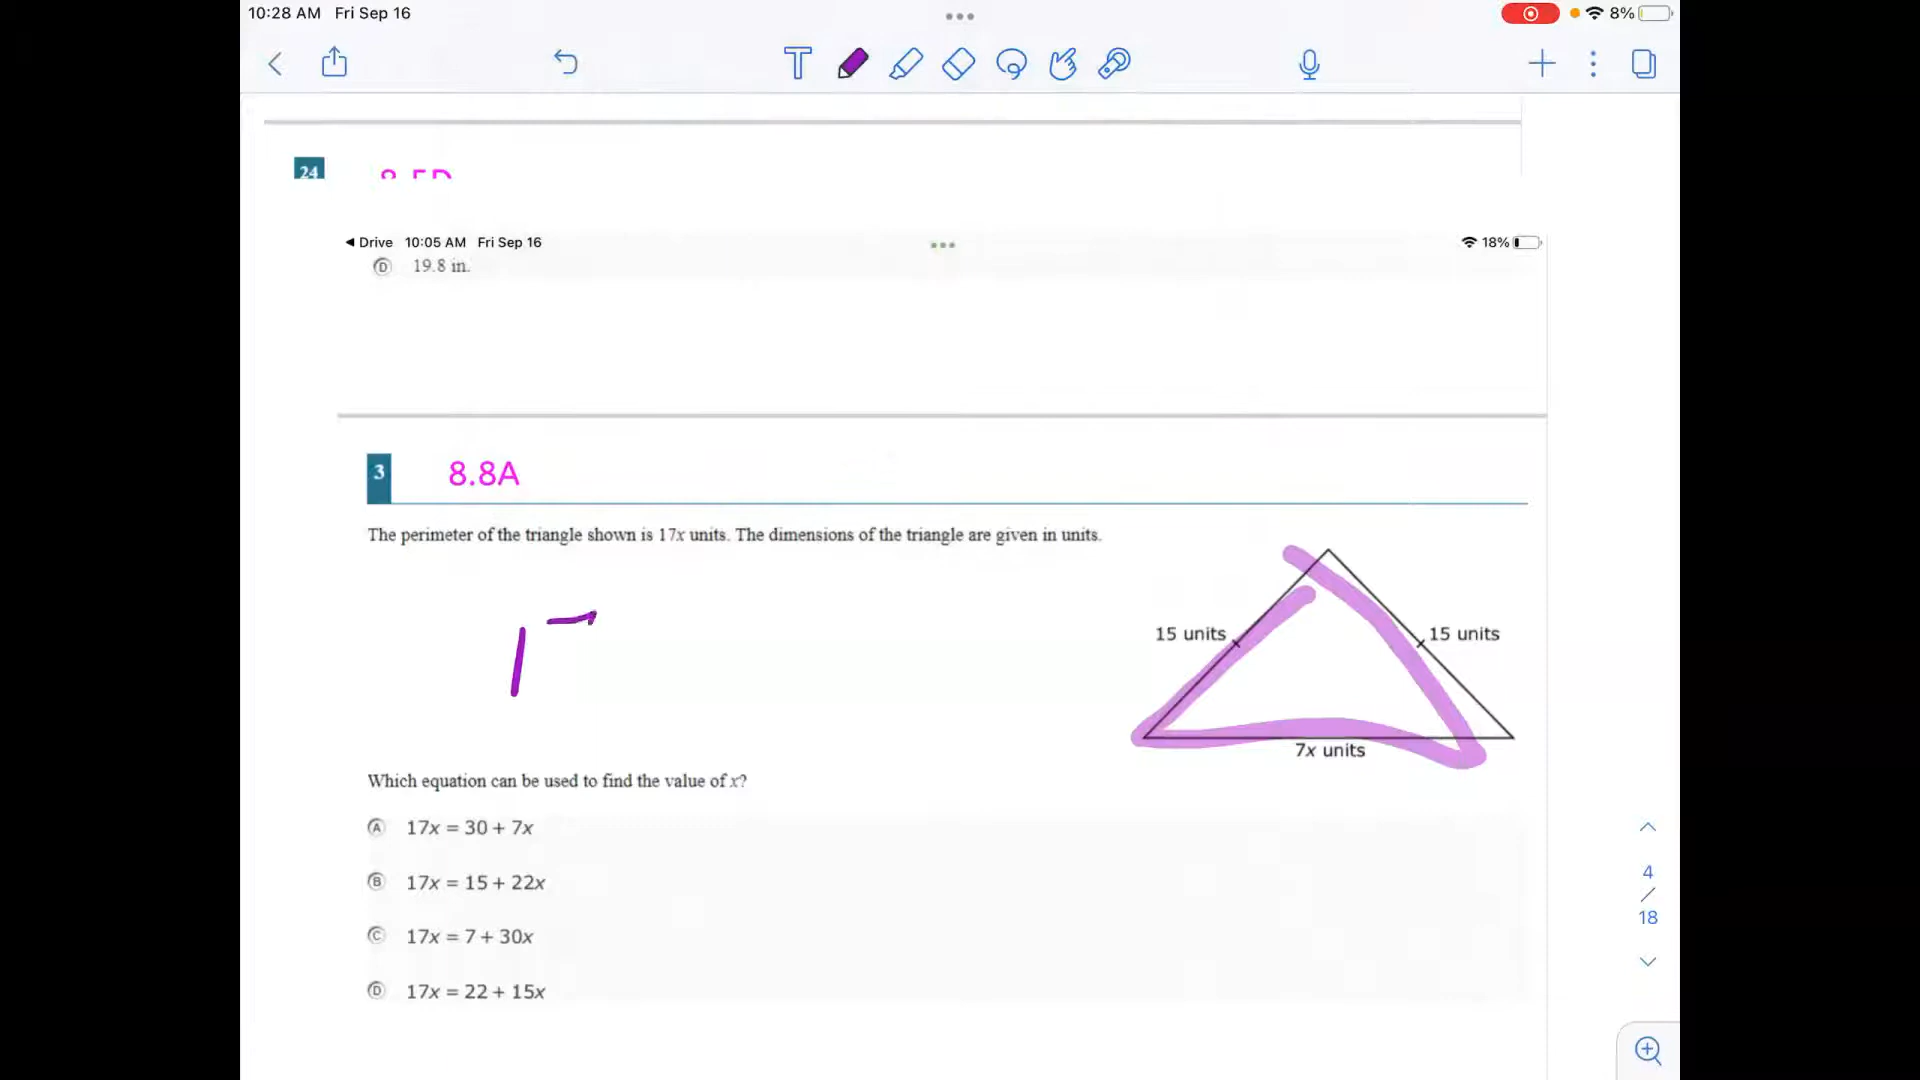 10:28 AM Fri Sep 16
8%
T
24
◄ Drive 10:05 AM Fri Sep 16
18%
D 19.8 in.
3 8.8A
The perimeter of the triangle shown is 17x units. The dimensions of the triangle are given in units.
15 units
15 units
7x units
Which equation can be used to find the value of x?
A 17x = 30 + 7x
B 17x = 15 + 22x
C 17x = 7 + 30x
D 17x = 22 + 15x
4
/
18